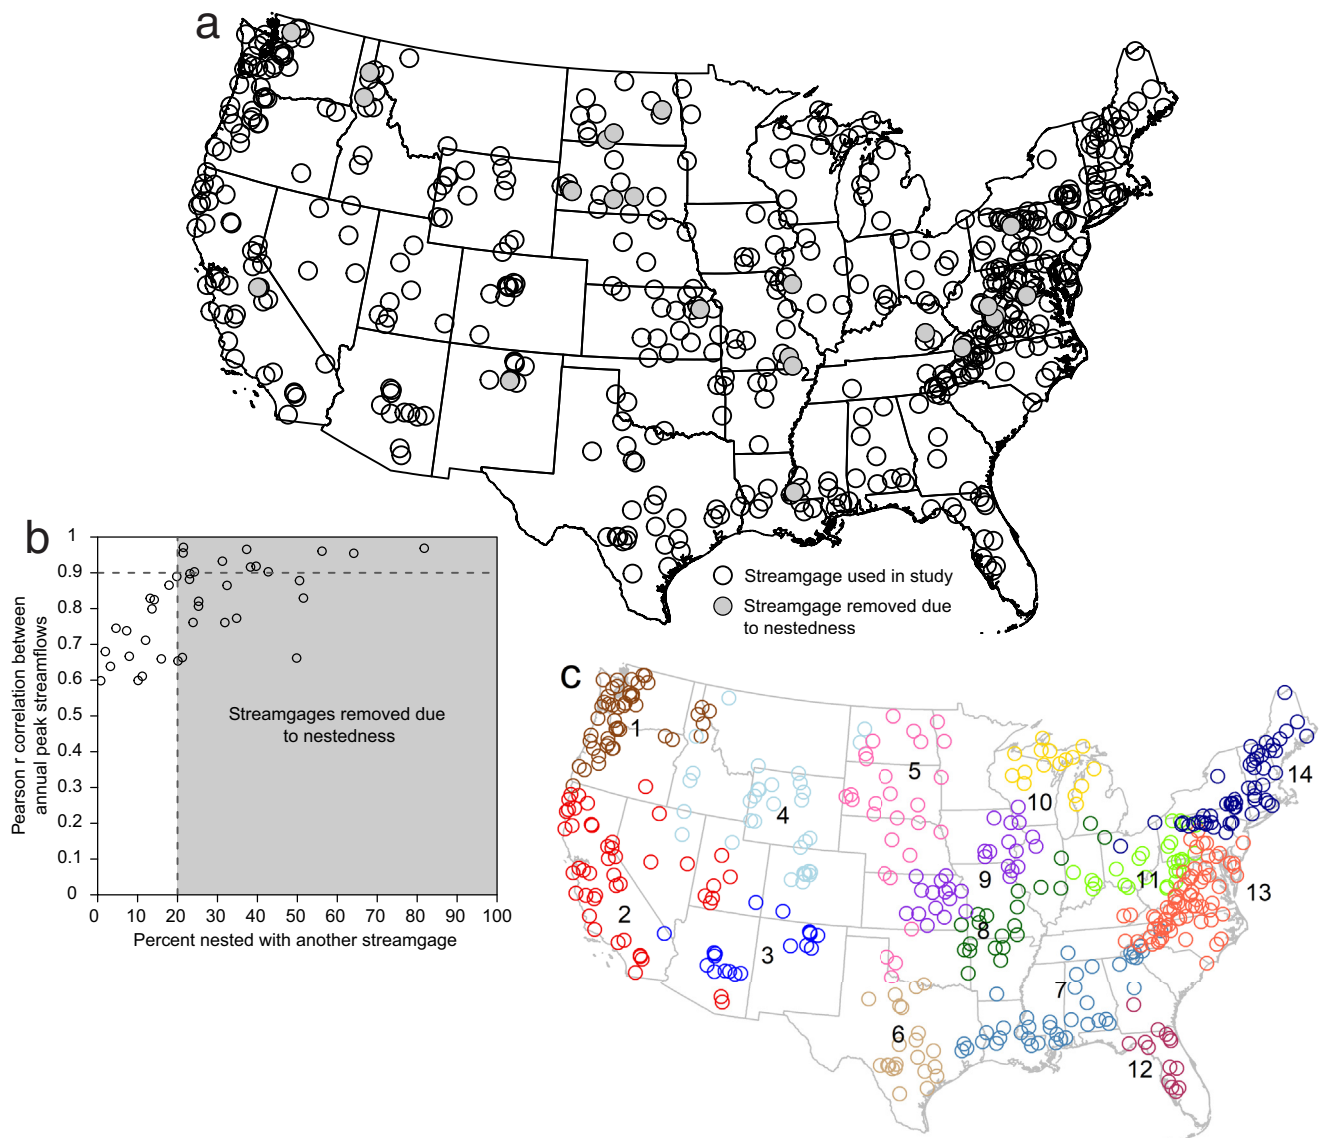 a
Streamgage used in study
Streamgage removed due
to nestedness
b
Pearson r correlation between
annual peak streamflows
1
0.9
0.8
0.7
0.6
0.5
0.4
0.3
0.2
0.1
0
Streamgages removed due
to nestedness
0 10 20 30 40 50 60 70 80 90 100
Percent nested with another streamgage
c
1
2
3
4
5
6
7
8
9
10
11
12
13
14